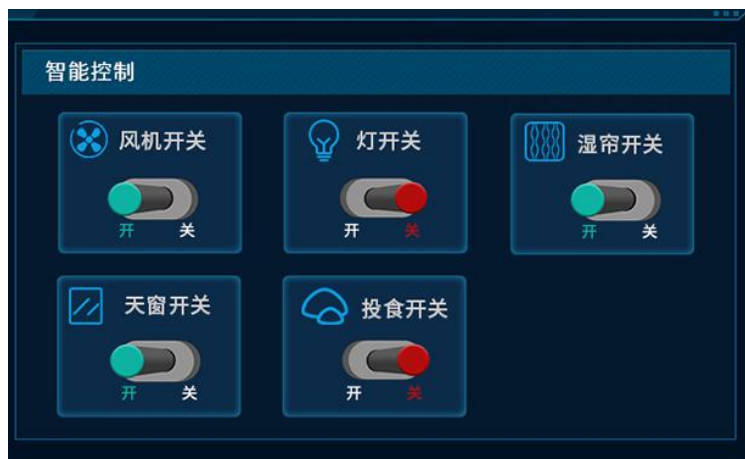 智能控制
风机开关
开 关
灯开关
开 关
湿帘开关
开 关
天窗开关
开 关
投食开关
开 关